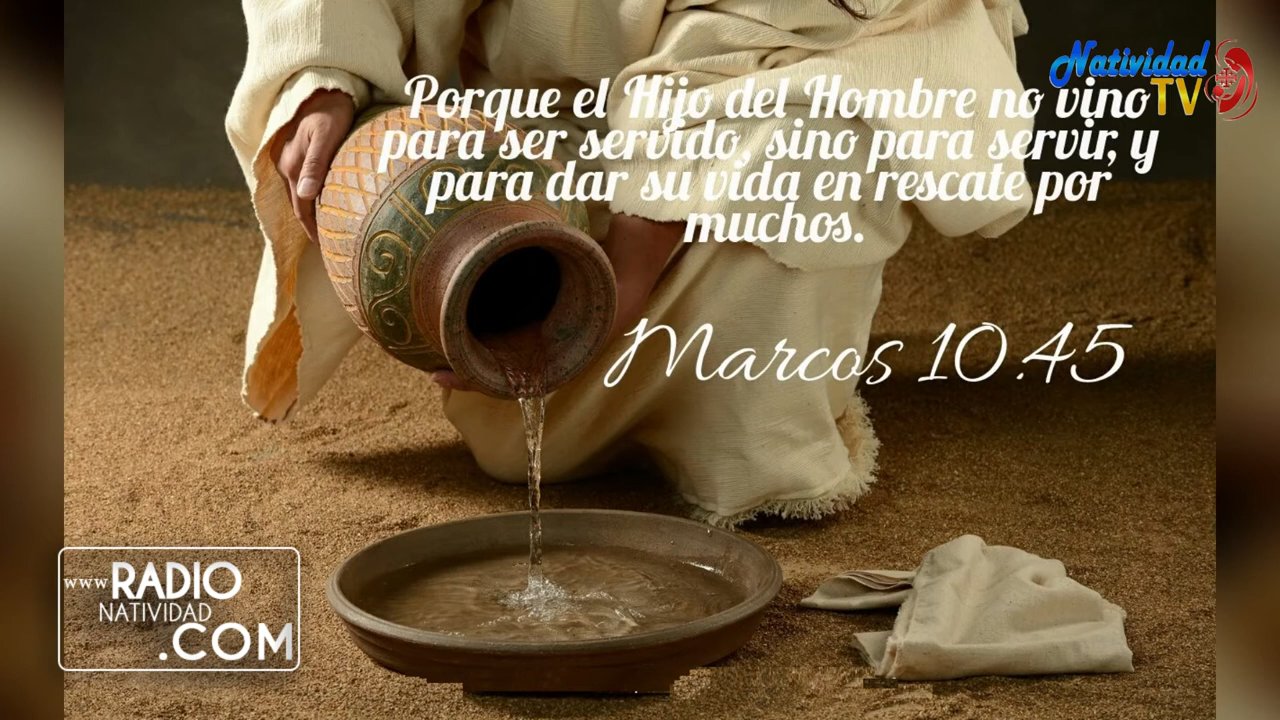 Natividad
TV
Porque el Hijo del Hombre no vino
para ser servido, sino para servir, y
para dar su vida en rescate por
muchos.
Marcos 10.45
www RADIO
NATIVIDAD
.COM